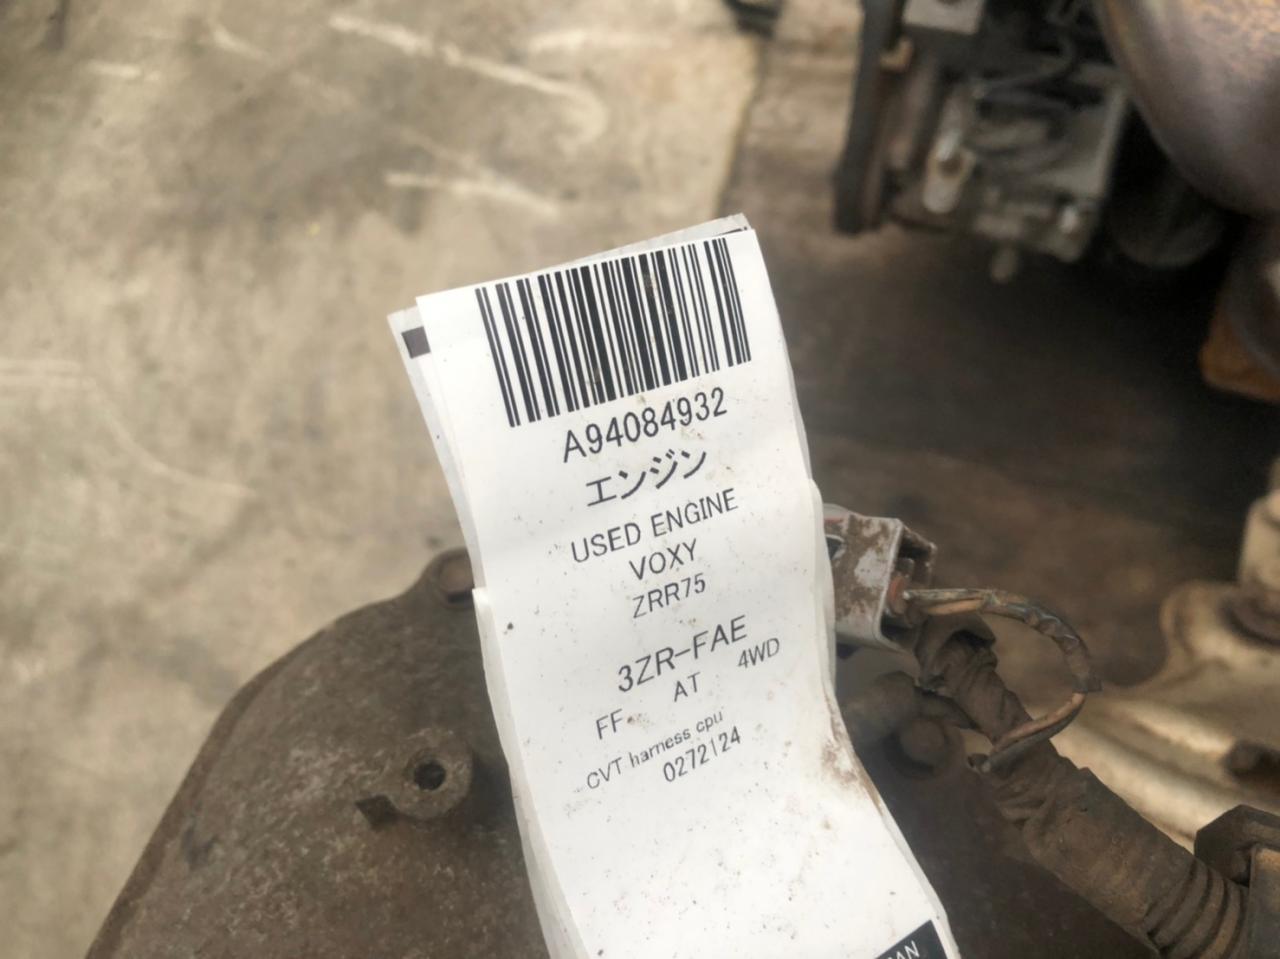 A94084932
エンジン
USED ENGINE
VOXY
ZRR75
3ZR-FAE
AT 4WD
FF
CVT harness cpu
0272124